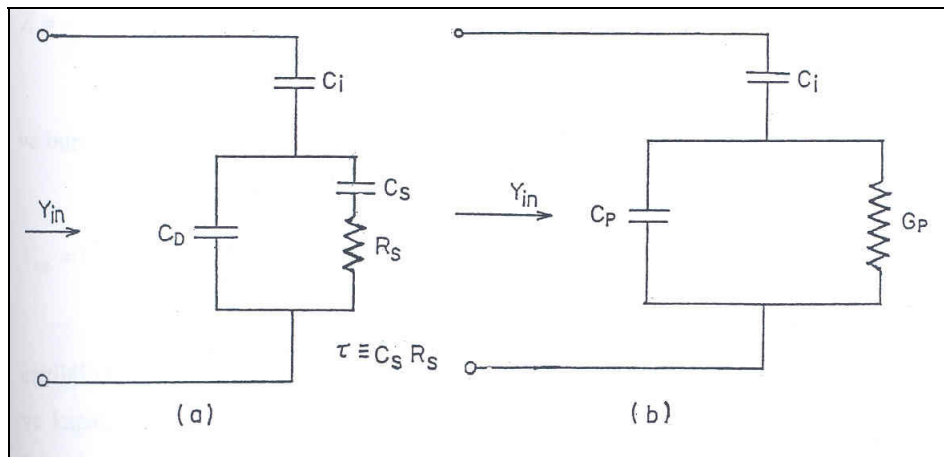 Ci
Yin
CD
CS
RS
τ ≡ CS RS
(a)
Ci
Yin
CP
GP
(b)